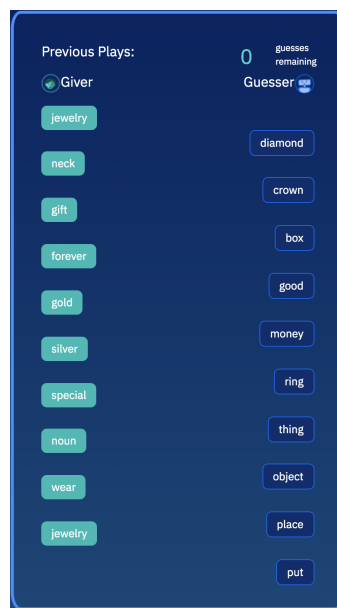 Previous Plays:
0 guesses
remaining
Giver
Guesser
jewelry
diamond
neck
crown
gift
box
forever
good
gold
money
silver
ring
special
thing
noun
object
wear
place
jewelry
put